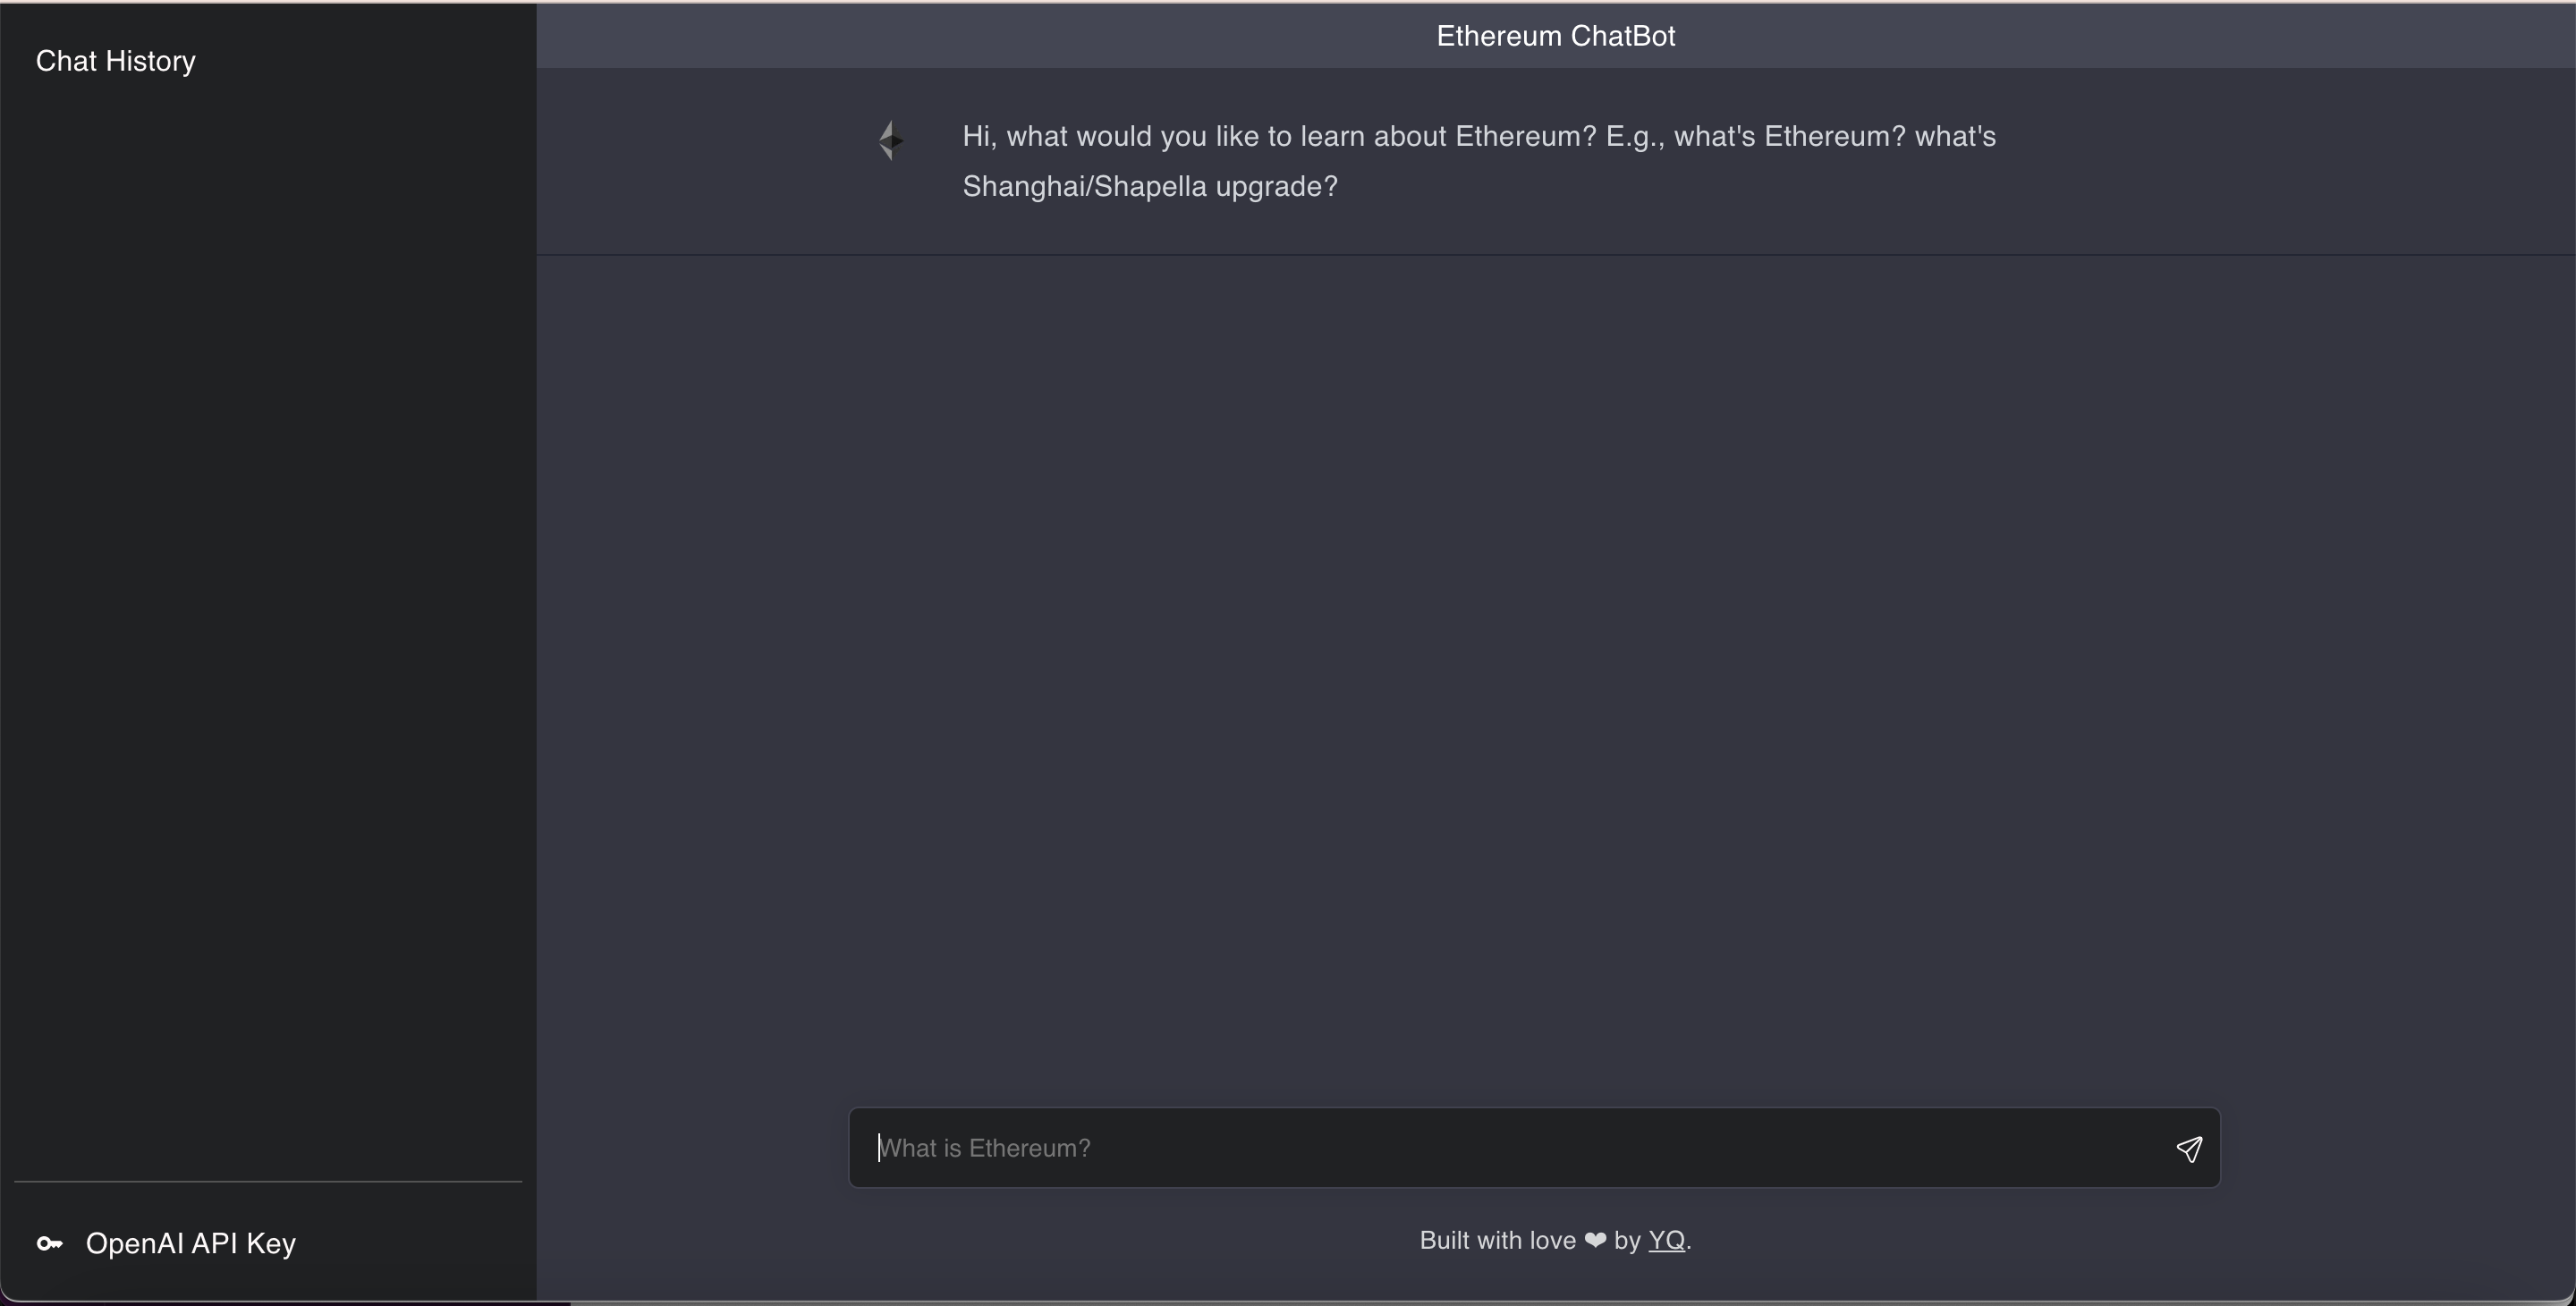 Chat History
OpenAI API Key
Ethereum ChatBot
Hi, what would you like to learn about Ethereum? E.g., what's Ethereum? what's
Shanghai/Shapella upgrade?
What is Ethereum?
Built with love ❤ by YQ.